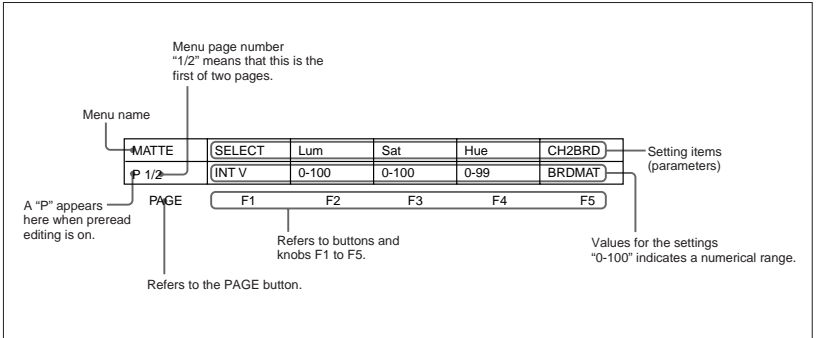 Menu page number
“1/2” means that this is the
first of two pages.
Menu name
MATTE SELECT Lum Sat Hue CH2BRD
Setting items
(parameters)
P 1/2 INT V 0-100 0-100 0-99 BRDMAT
PAGE F1 F2 F3 F4 F5
A “P” appears
here when preread
editing is on.
Refers to buttons and
knobs F1 to F5.
Values for the settings
“0-100” indicates a numerical range.
Refers to the PAGE button.